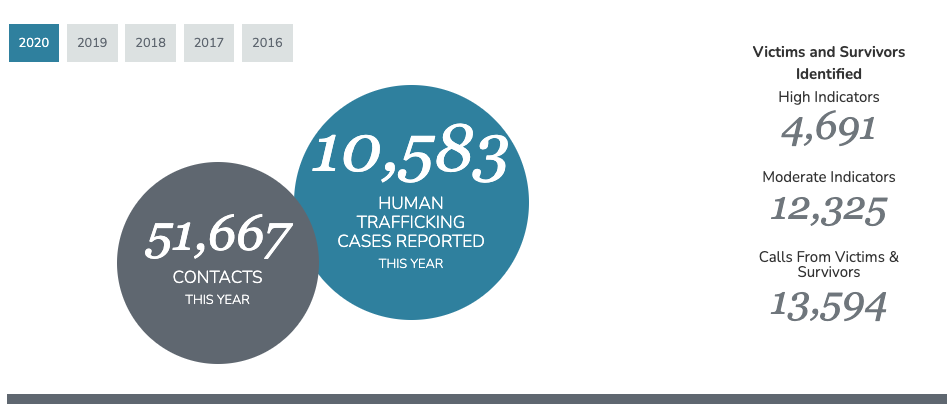 2020 2019 2018 2017 2016
10,583
HUMAN
TRAFFICKING
CASES REPORTED
THIS YEAR
51,667
CONTACTS
THIS YEAR
Victims and Survivors
Identified
High Indicators
4,691
Moderate Indicators
12,325
Calls From Victims &
Survivors
13,594